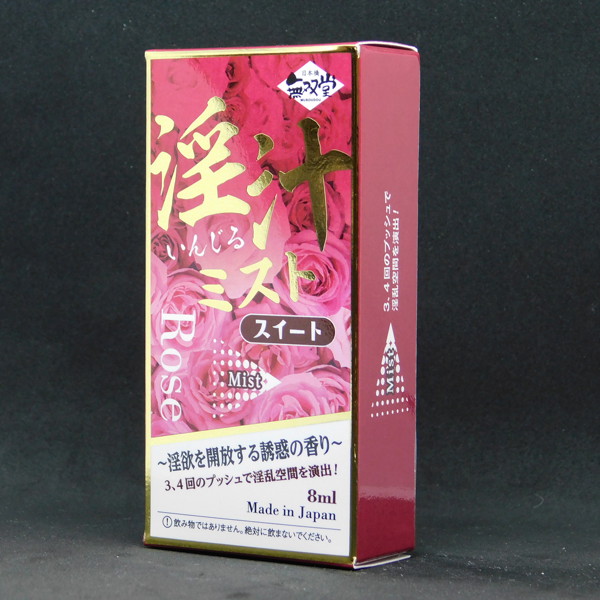 日本橋
無双堂
淫汁
いんじる
ミスト
スイート
Rose
Mist
～淫欲を開放する誘惑の香り～
3、4回のプッシュで淫乱空間を演出！
8ml
Made in Japan
飲み物ではありません。絶対に飲まないでください。
3、4回のプッシュで
淫乱空間を演出！
Mist